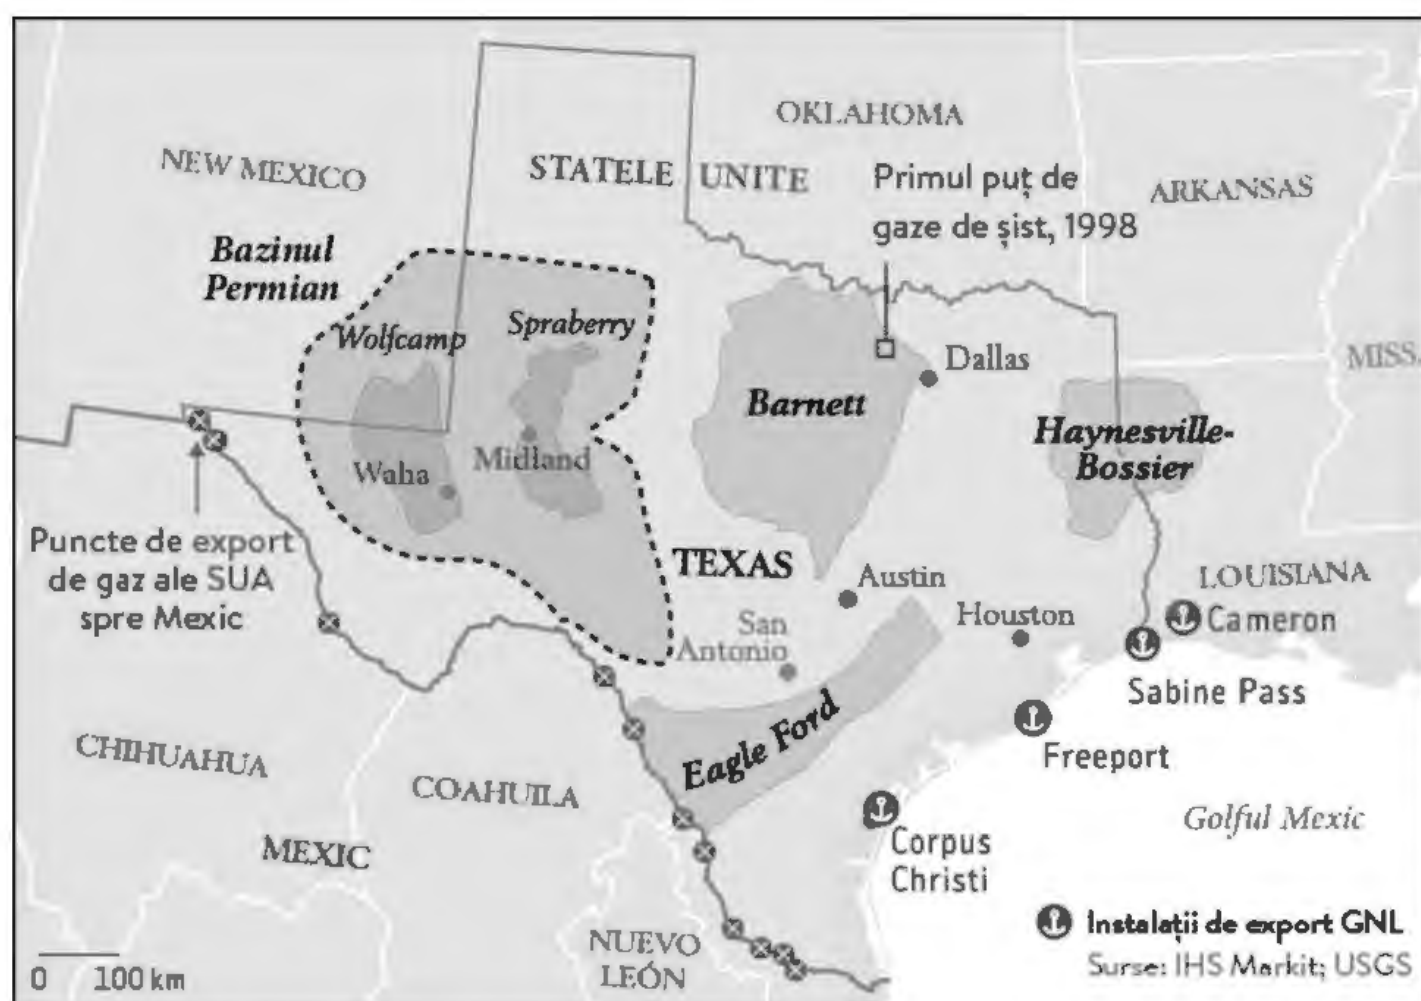 OKLAHOMA
NEW MEXICO
STATELE UNITE
Primul puț de
gaze de șist, 1998
ARKANSAS
Bazinul
Permian
Wolfcamp
Spraberry
MISS.
Dallas
Barnett
Haynesville-
Bossier
Waha
Midland
Puncte de export
de gaz ale SUA
spre Mexic
TEXAS
Austin
LOUISIANA
San
Antonio
Houston
Cameron
Sabine Pass
Eagle Ford
Freeport
CHIHUAHUA
COAHUILA
MEXIC
Corpus
Christi
Golful Mexic
NUEVO
LEÓN
0 100 km
Instalații de export GNL
Surse: IHS Markit; USGS